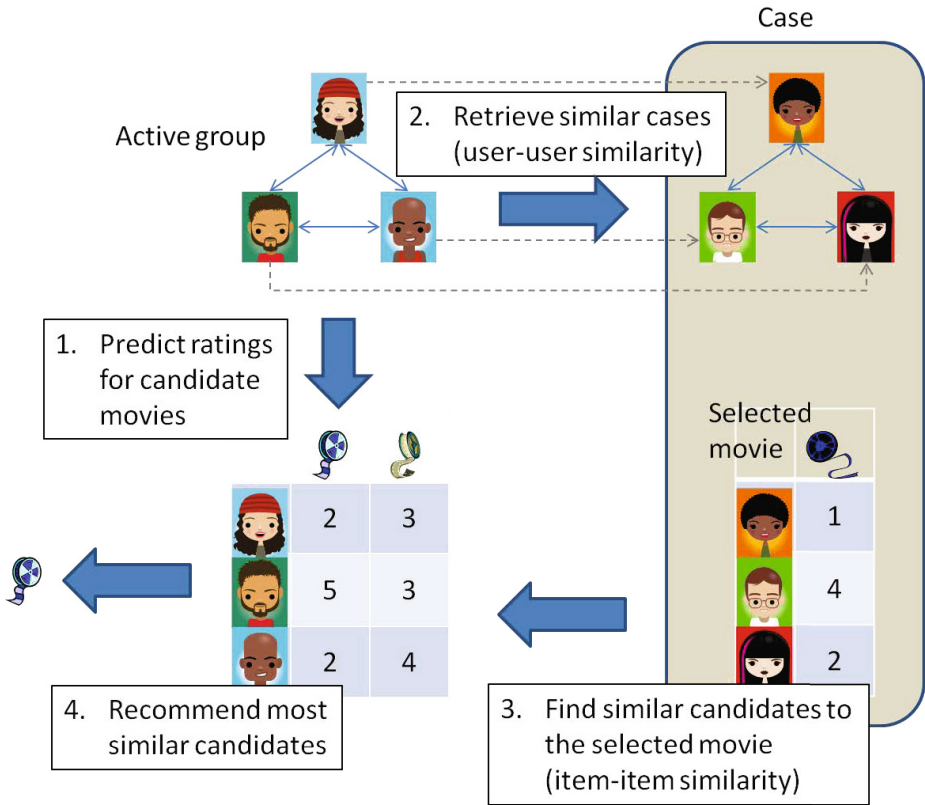 Case
Active group
2. Retrieve similar cases
(user-user similarity)
1. Predict ratings
for candidate
movies
Selected
movie
2 3
5 3
2 4
1
4
2
4. Recommend most
similar candidates
3. Find similar candidates to
the selected movie
(item-item similarity)